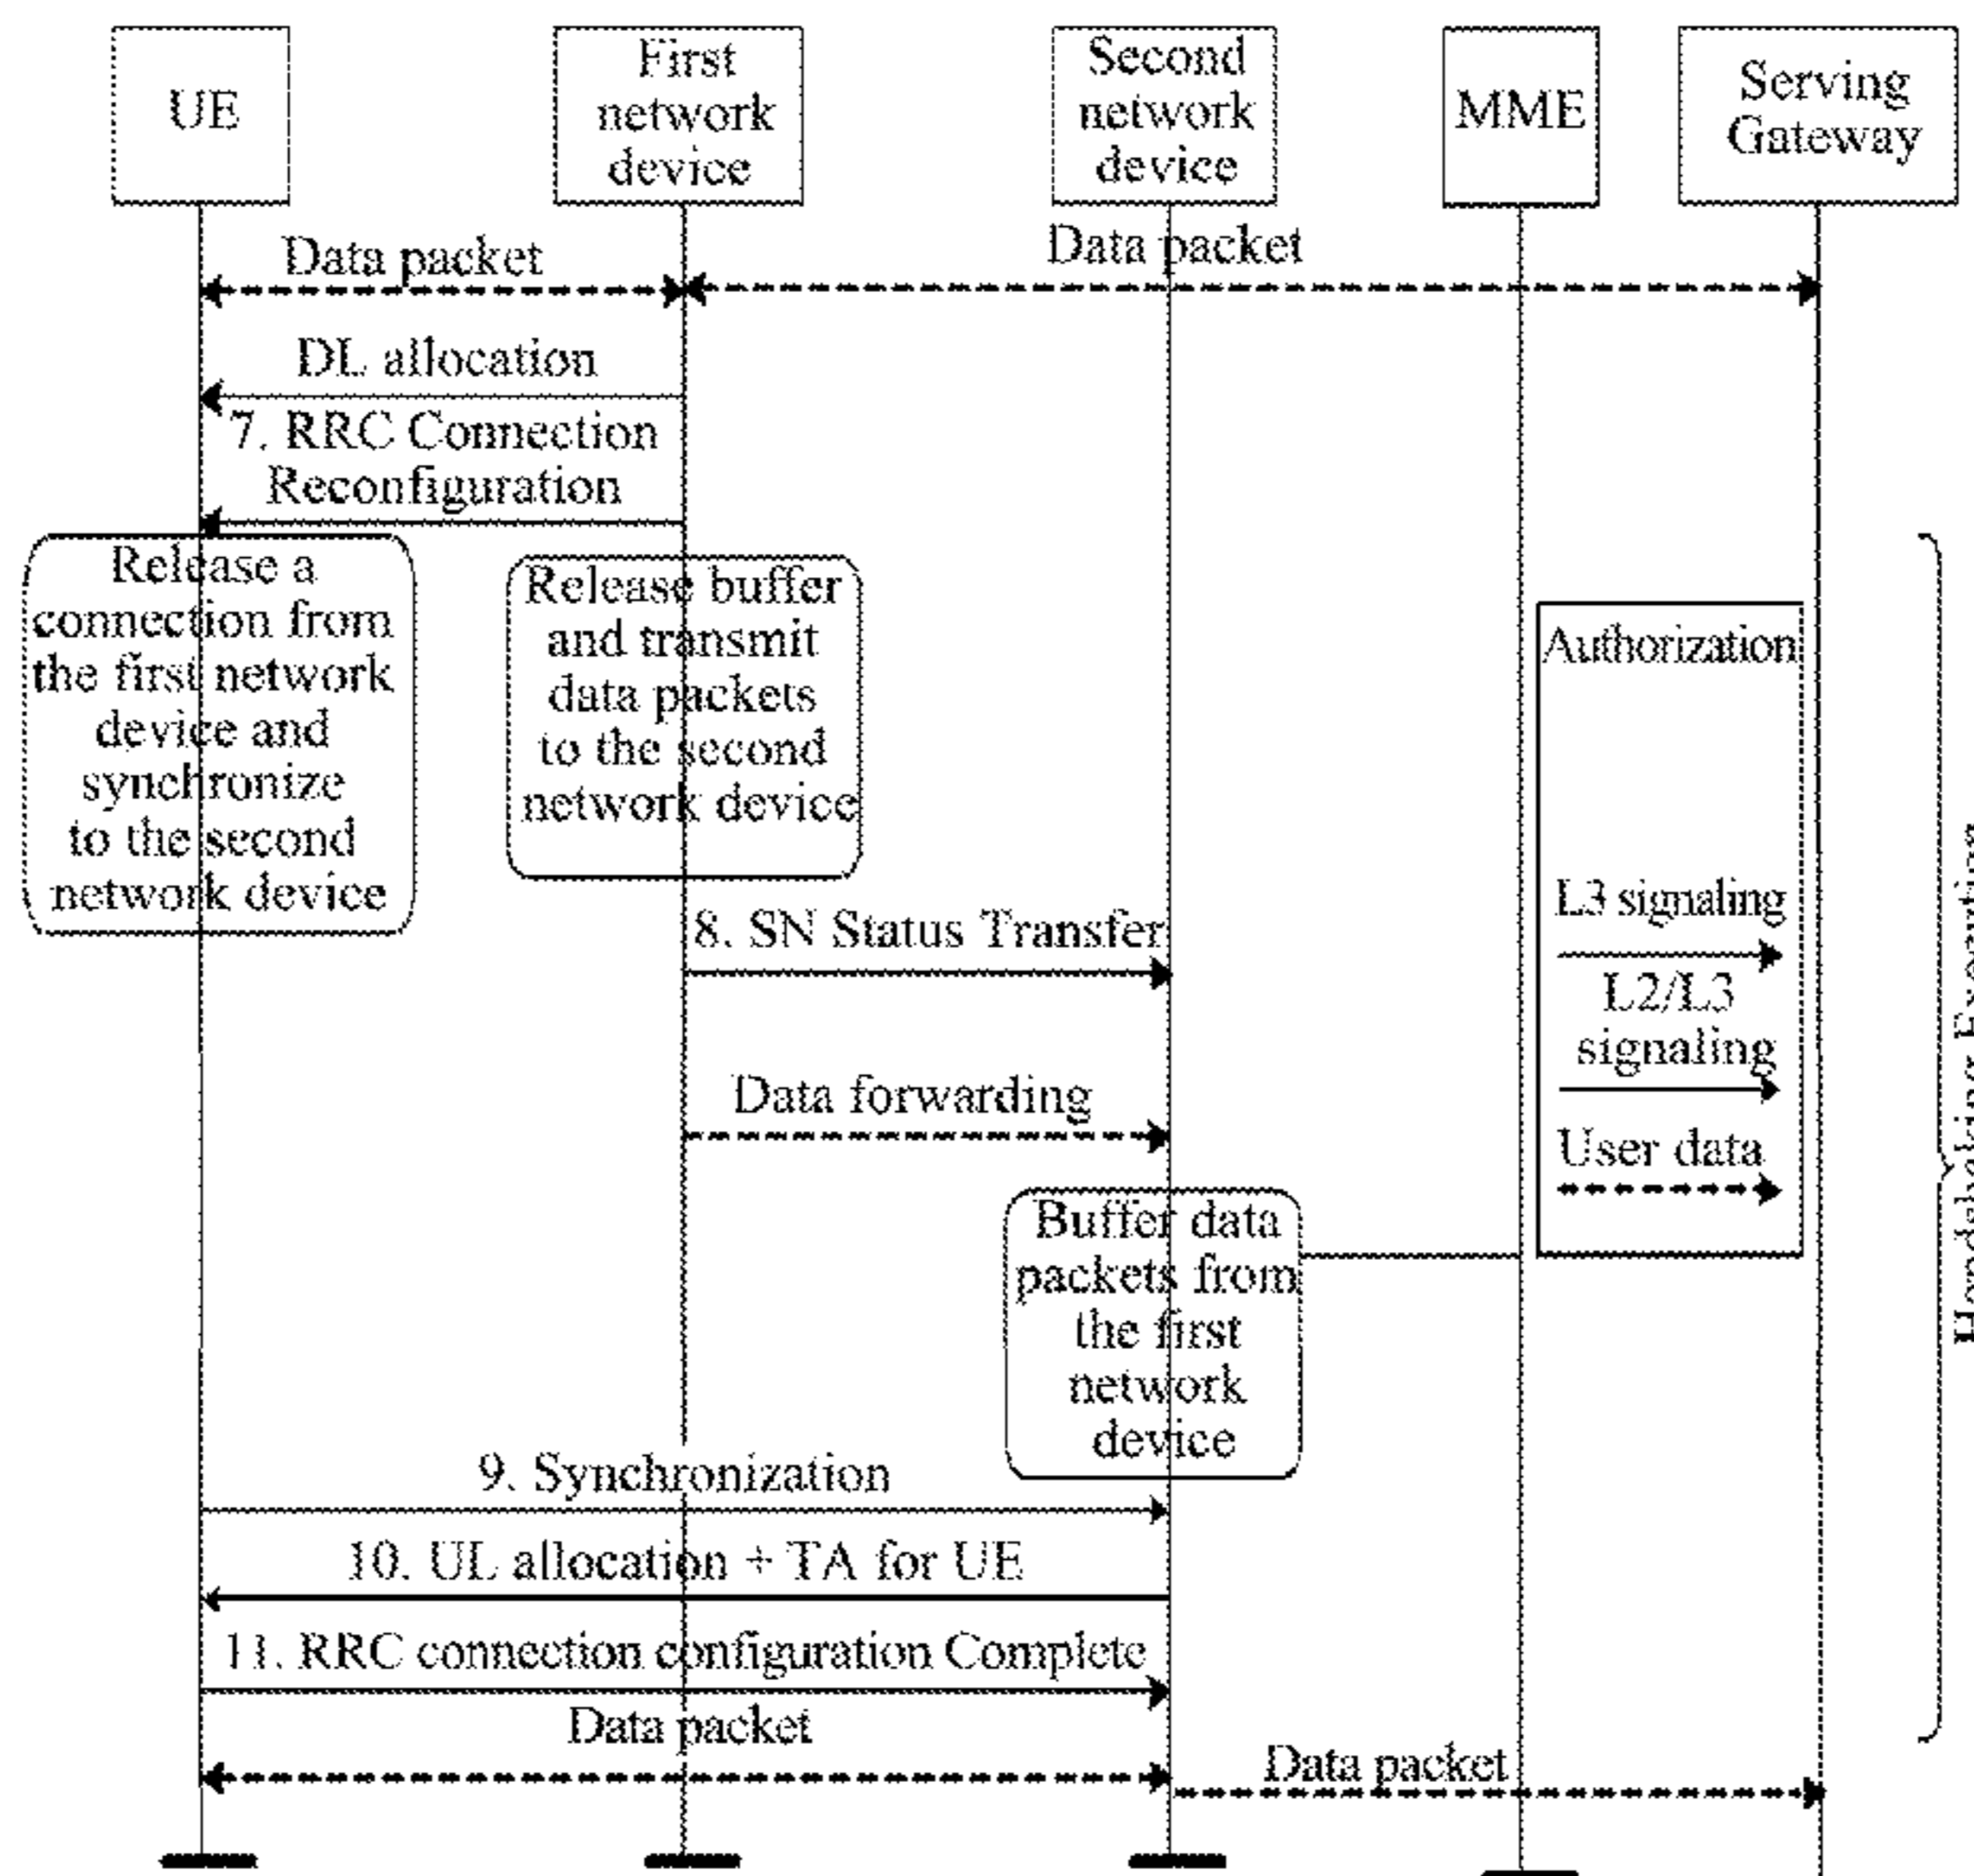 UE
First
network
device
Second
network
device
MME
Serving
Gateway
Data packet
Data packet
DL allocation
7. RRC Connection
Reconfiguration
Release a
connection from
the first network
device and
synchronize
to the second
network device
Release buffer
and transmit
data packets
to the second
network device
Authorization
L3 signaling
L2/L3
signaling
User data
8. SN Status Transfer
Data forwarding
Buffer data
packets from
the first
network
device
9. Synchronization
10. UL allocation + TA for UE
11. RRC connection configuration Complete
Data packet
Data packet